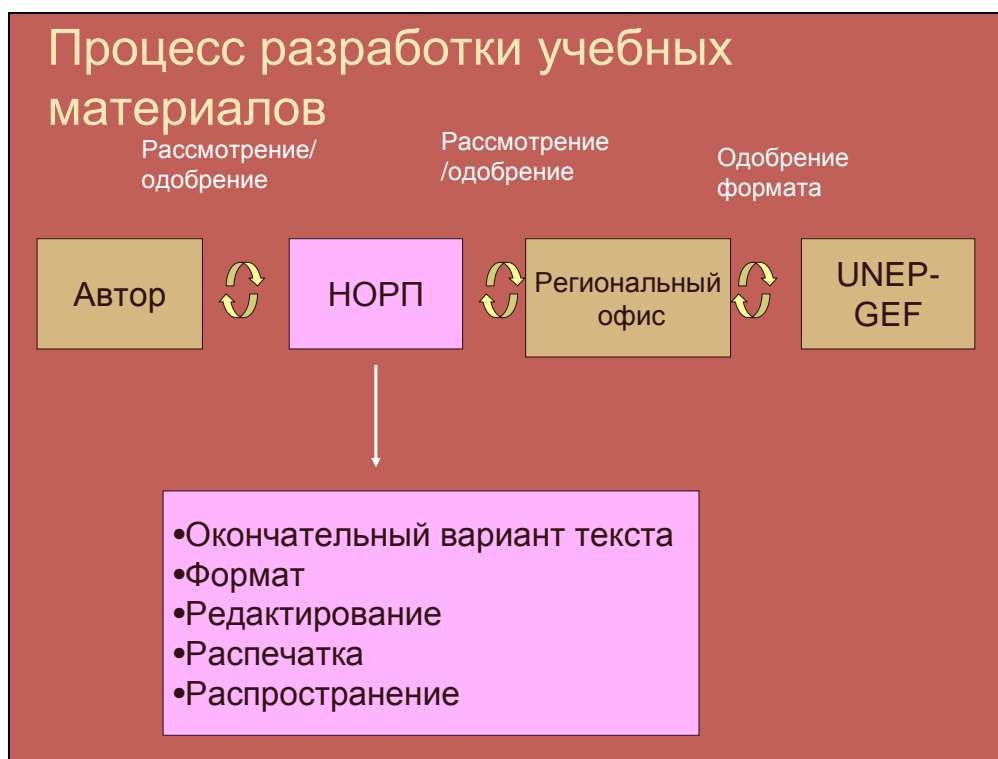 Процесс разработки учебных
материалов
Рассмотрение/
одобрение
Рассмотрение
/одобрение
Одобрение
формата
Автор
НОРП
Региональный
офис
UNEP-
GEF
•Окончательный вариант текста
•Формат
•Редактирование
•Распечатка
•Распространение